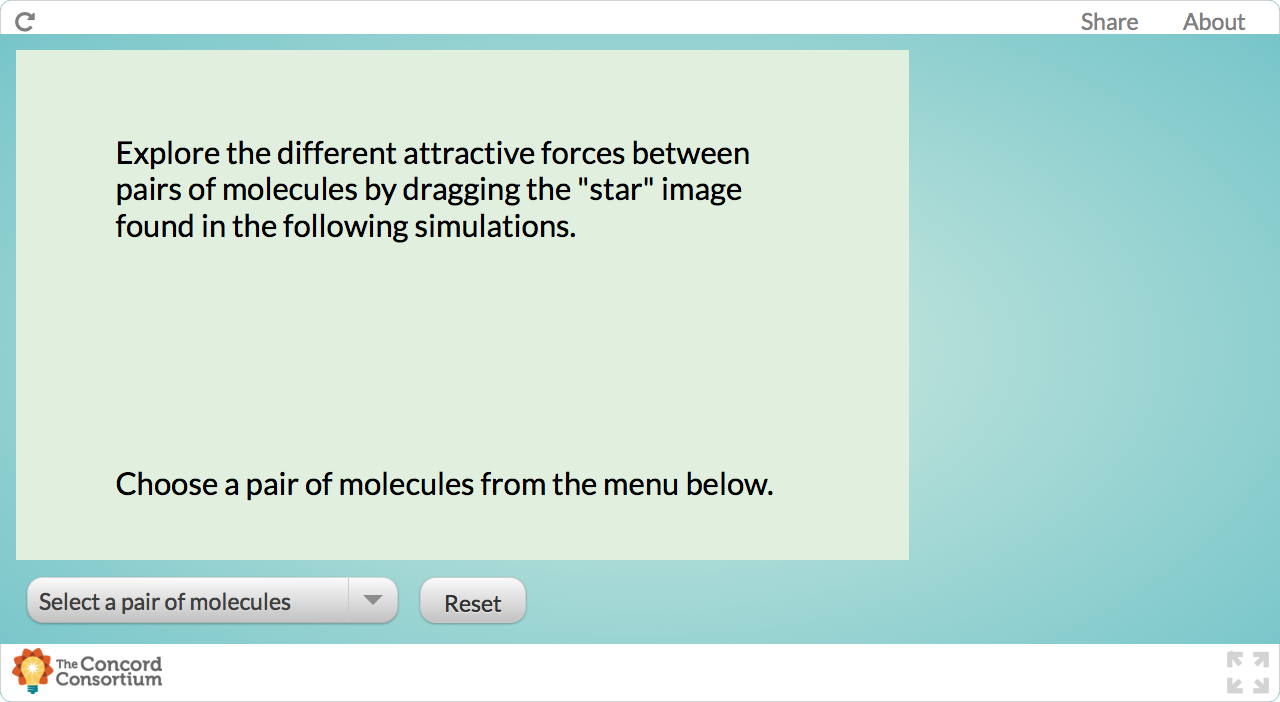 Share About
Explore the different attractive forces between
pairs of molecules by dragging the "star" image
found in the following simulations.
Choose a pair of molecules from the menu below.
Select a pair of molecules
Reset
The Concord
Consortium